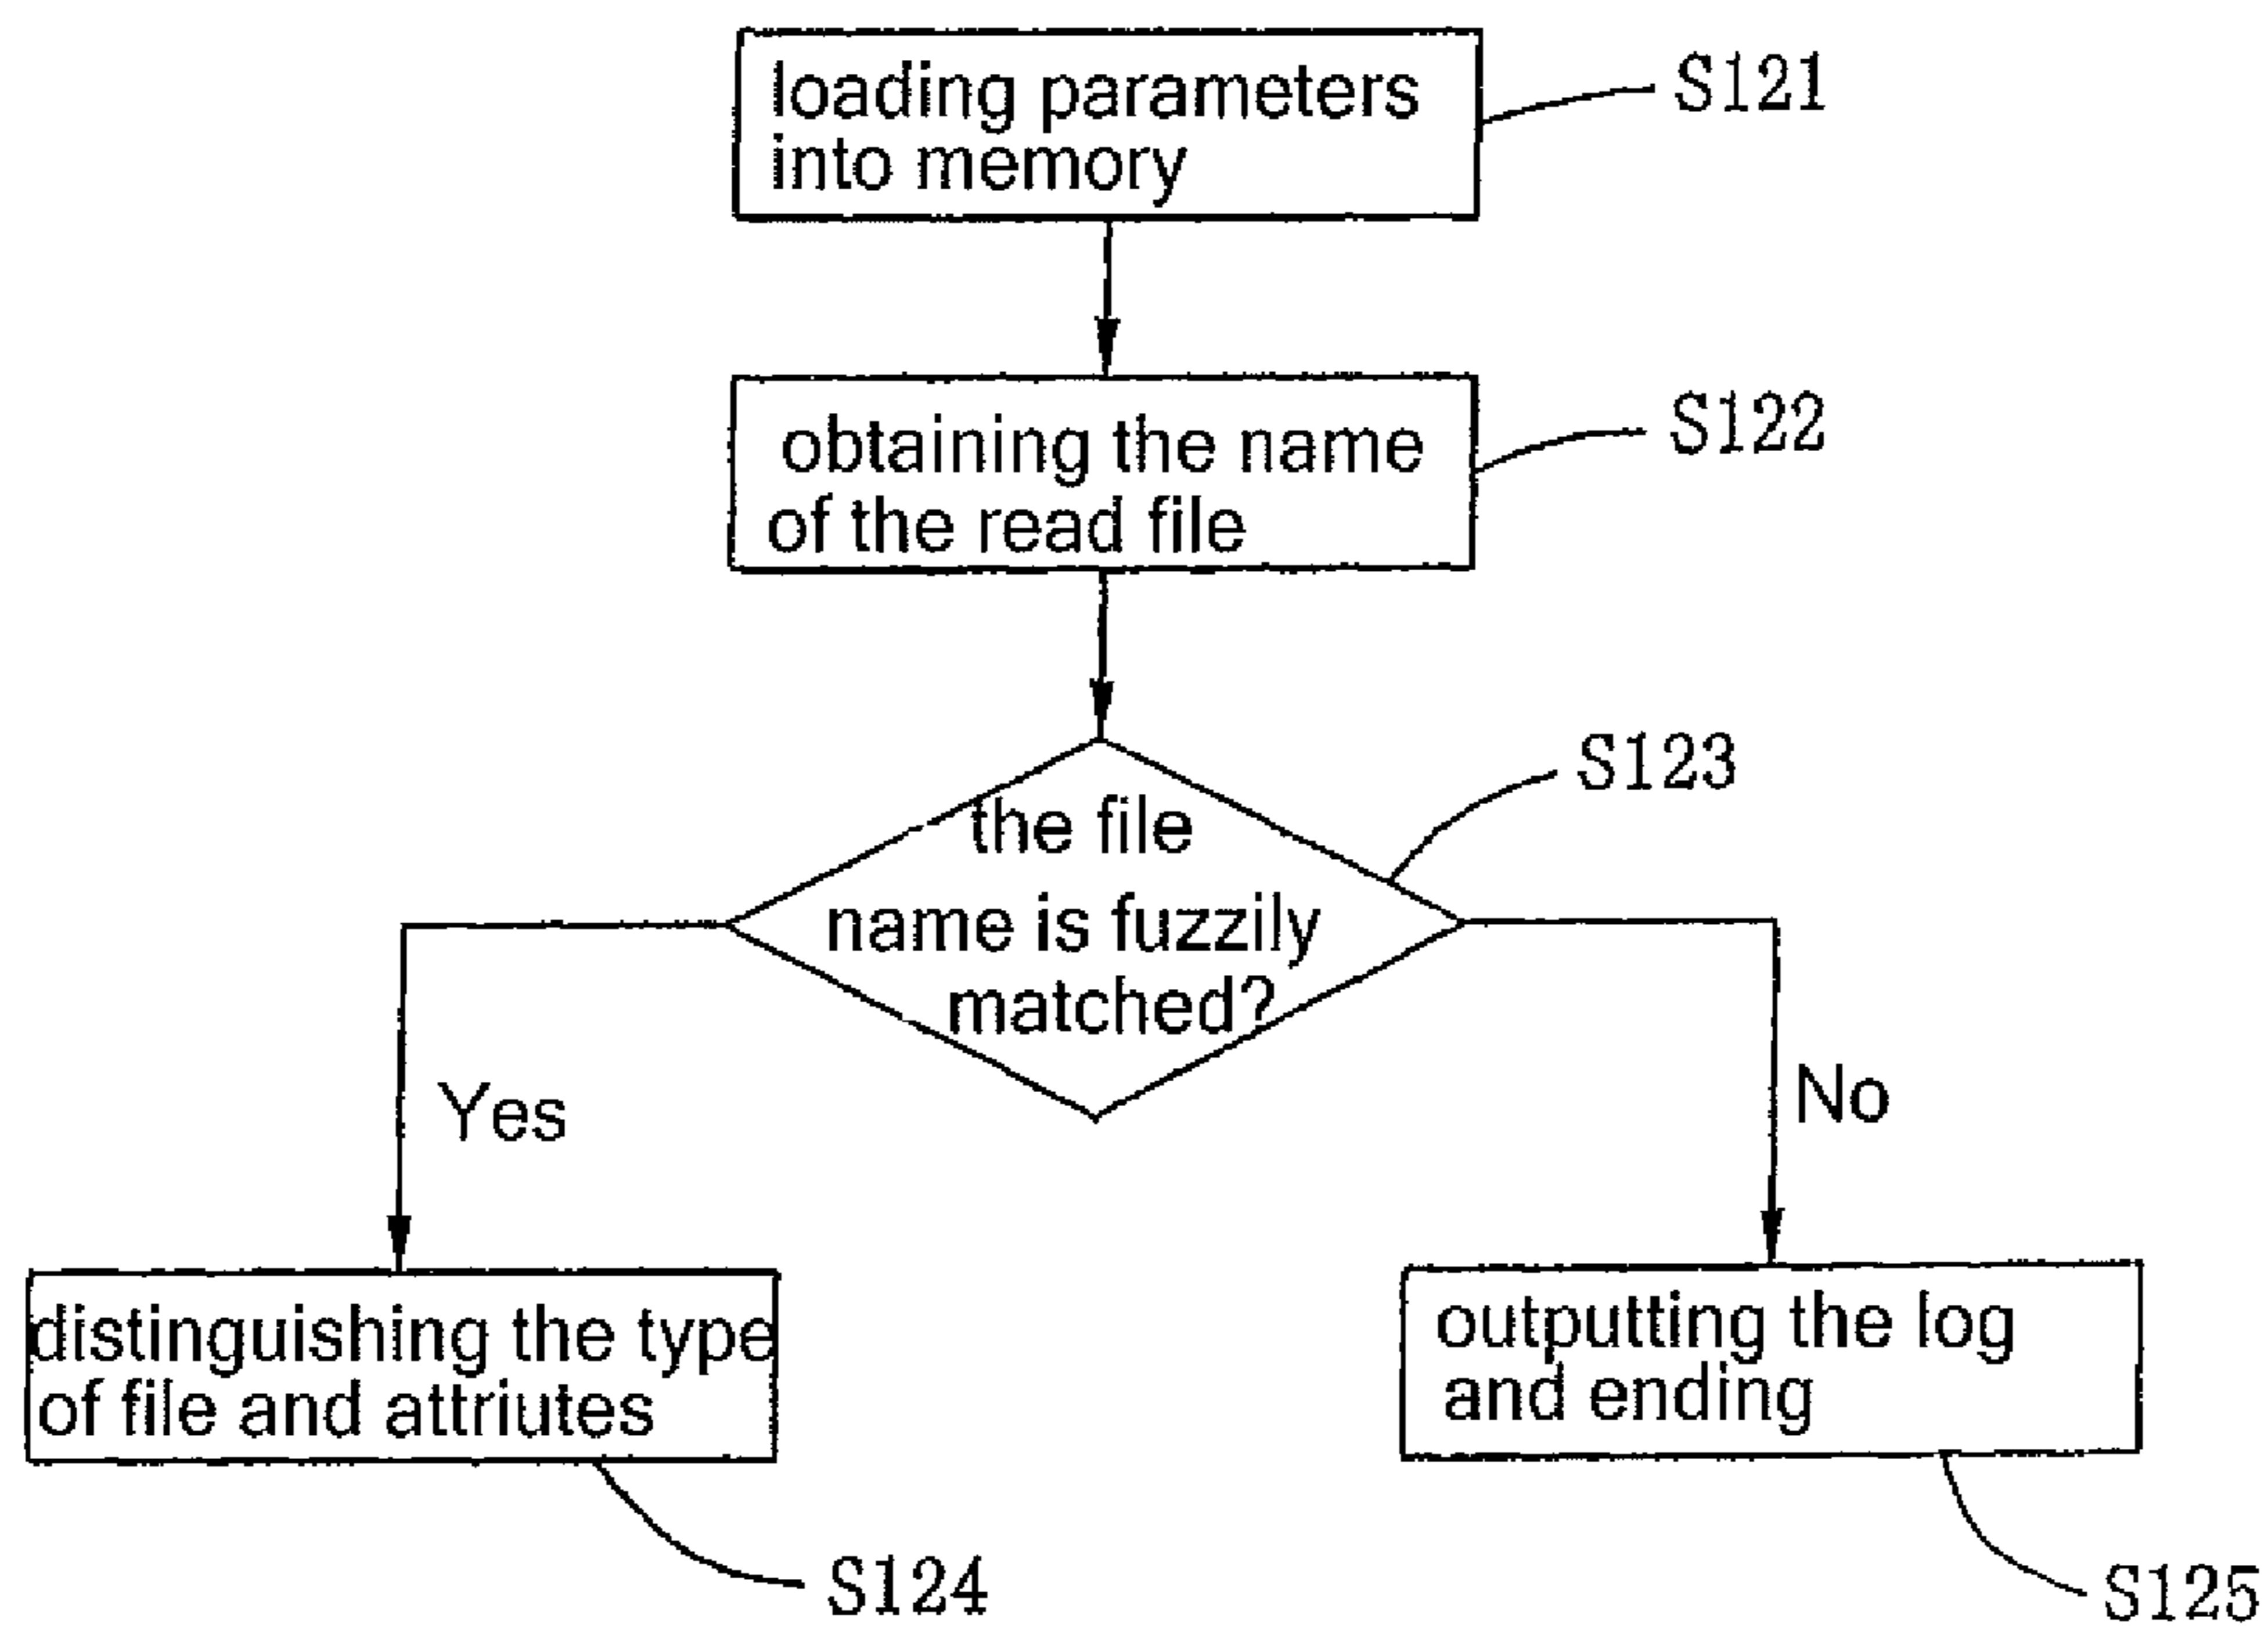 loading parameters
into memory
S121
obtaining the name
of the read file
S122
the file
name is fuzzily
matched?
S123
Yes
No
distinguishing the type
of file and attriutes
S124
outputting the log
and ending
S125